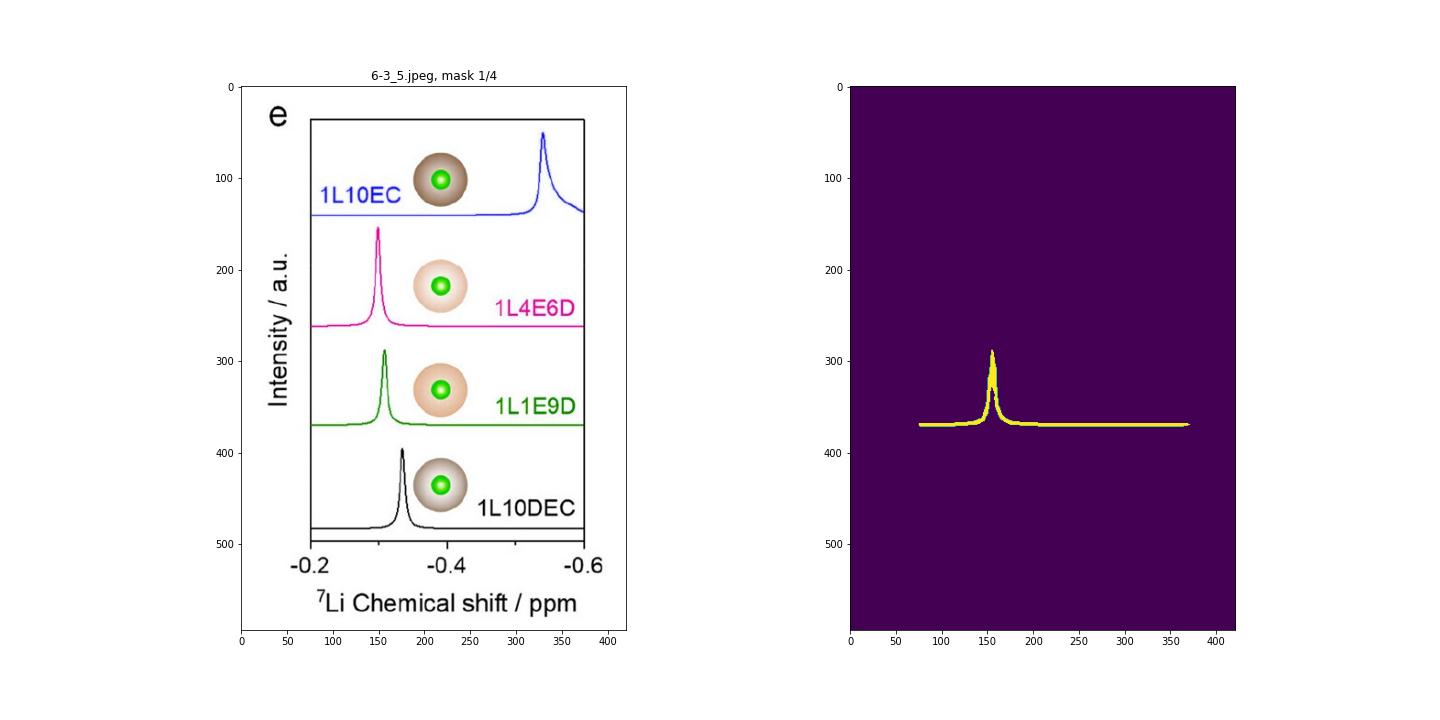 6-3_5.jpeg, mask 1/4
e
1L10EC
1L4E6D
1L1E9D
1L10DEC
Intensity / a.u.
-0.2 -0.4 -0.6
⁷Li Chemical shift / ppm
0
100
200
300
400
500
0 50 100 150 200 250 300 350 400
0
100
200
300
400
500
0 50 100 150 200 250 300 350 400